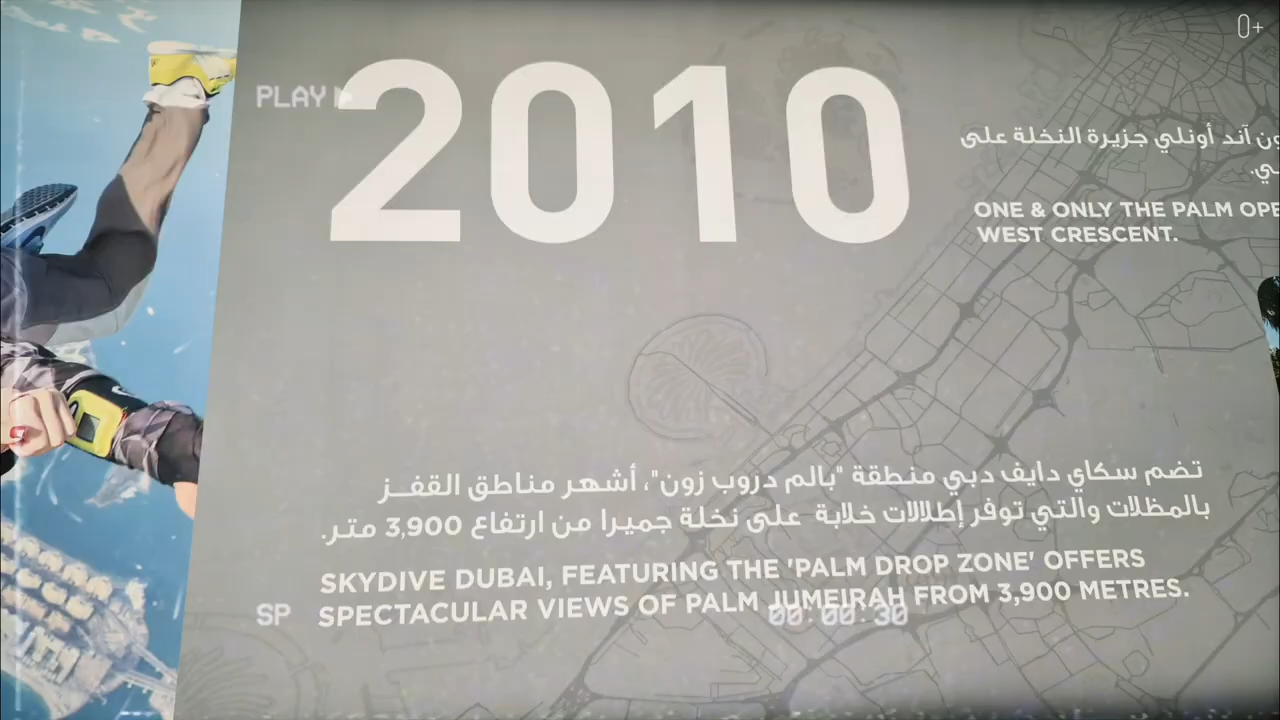 0+
PLAY
2010
ون آند أونلي جزيرة النخلة على
ONE & ONLY THE PALM
WEST CRESCENT.
تضم سكاي دايف دبي منطقة "بالم دروب زون"، أشهر مناطق القفز
بالمظلات والتي توفر إطلالات خلابة على نخلة جميرا من ارتفاع 3,900 متر.
SKYDIVE DUBAI, FEATURING THE 'PALM DROP ZONE' OFFERS
SPECTACULAR VIEWS OF PALM JUMEIRAH FROM 3,900 METRES.
SP
00:00:30